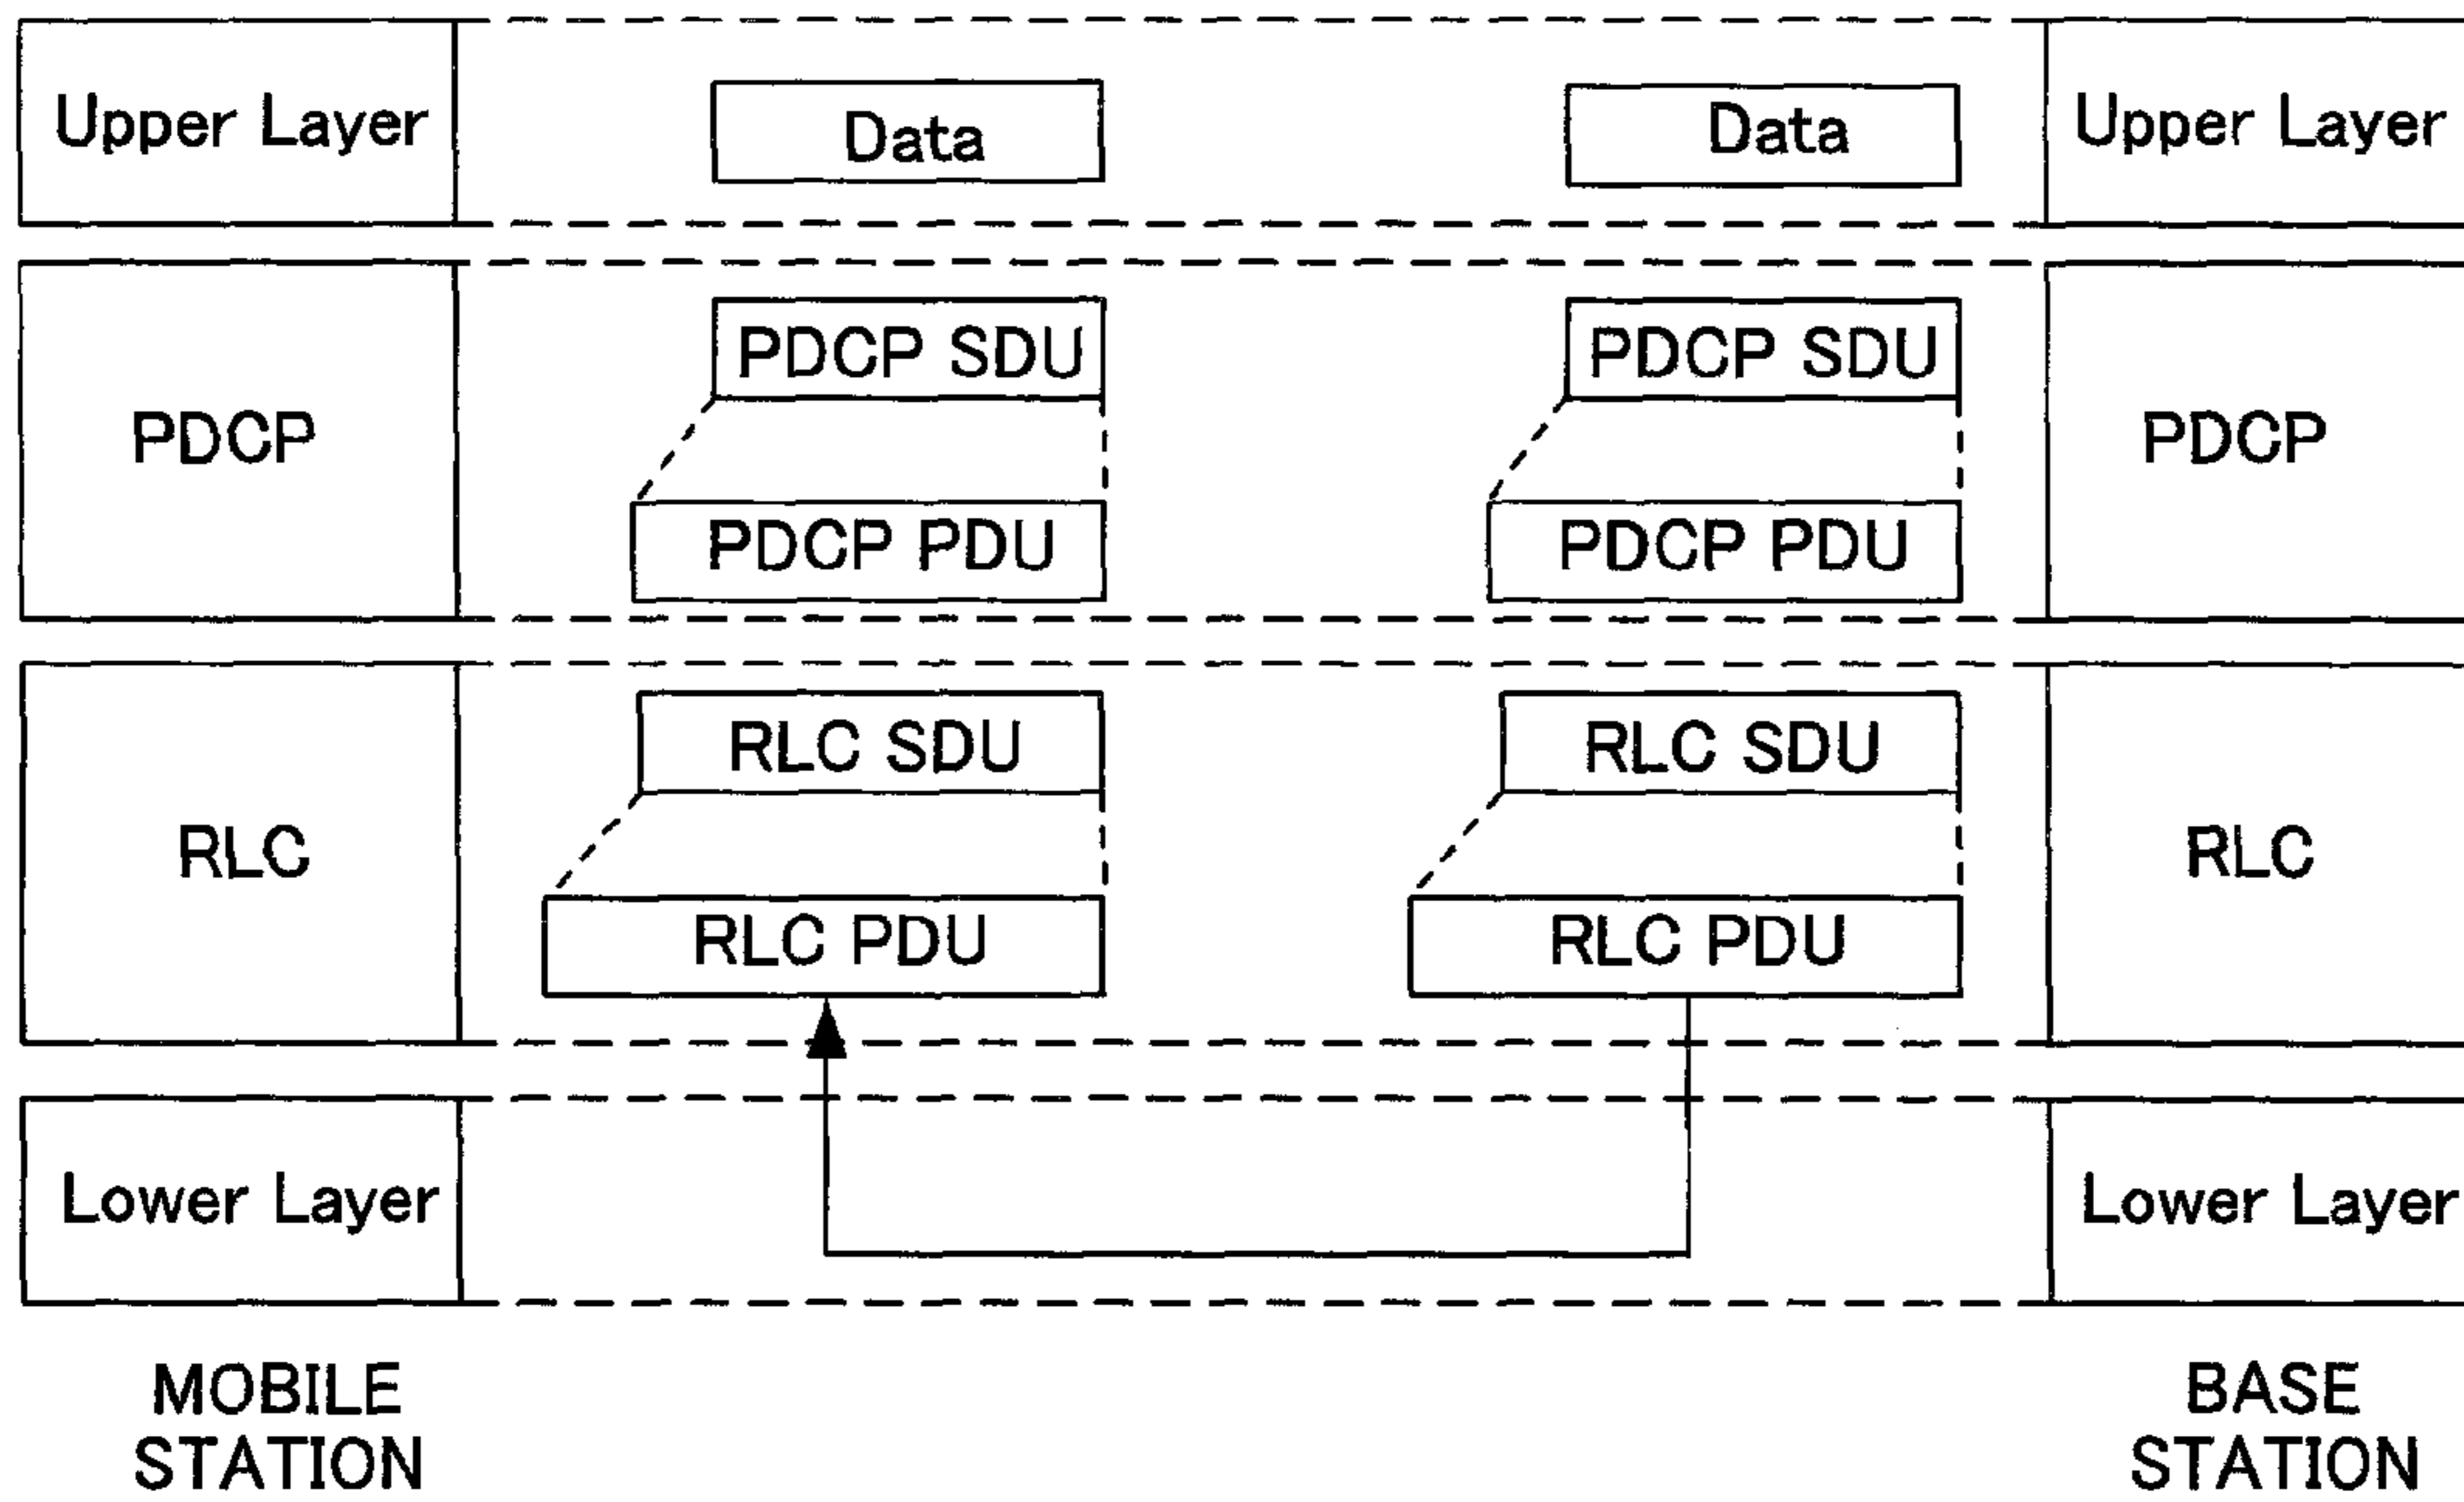 Upper Layer
Data
Data
Upper Layer
PDCP
PDCP SDU
PDCP PDU
PDCP SDU
PDCP PDU
PDCP
RLC
RLC SDU
RLC PDU
RLC SDU
RLC PDU
RLC
Lower Layer
Lower Layer
MOBILE
STATION
BASE
STATION